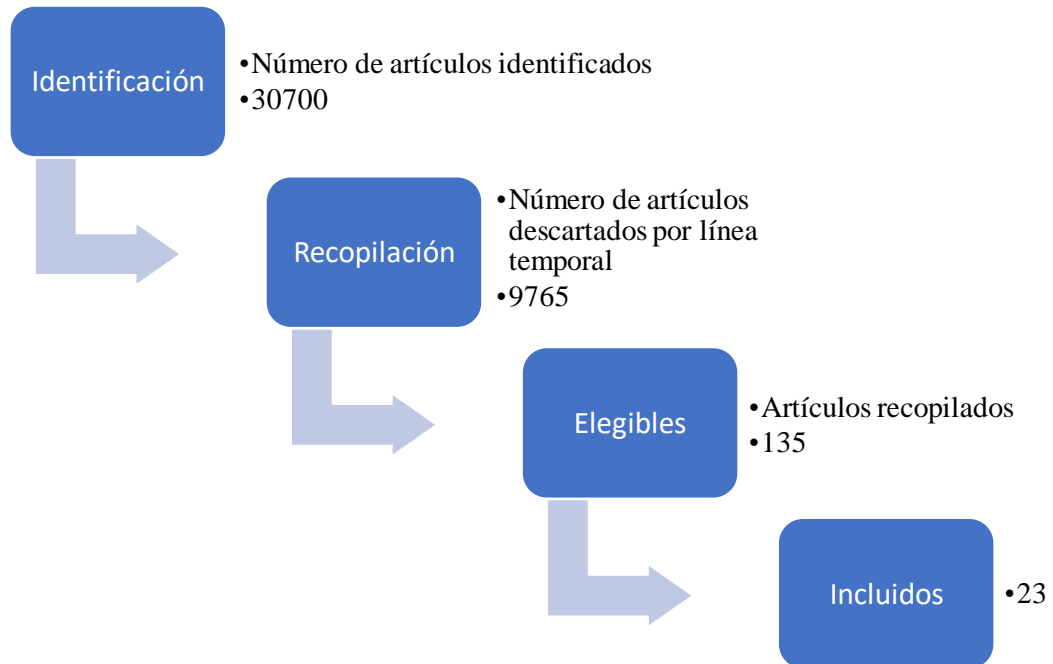 Identificación
•Número de artículos identificados
•30700
Recopilación
•Número de artículos
descartados por línea
temporal
•9765
Elegibles
•Artículos recopilados
•135
Incluidos
•23